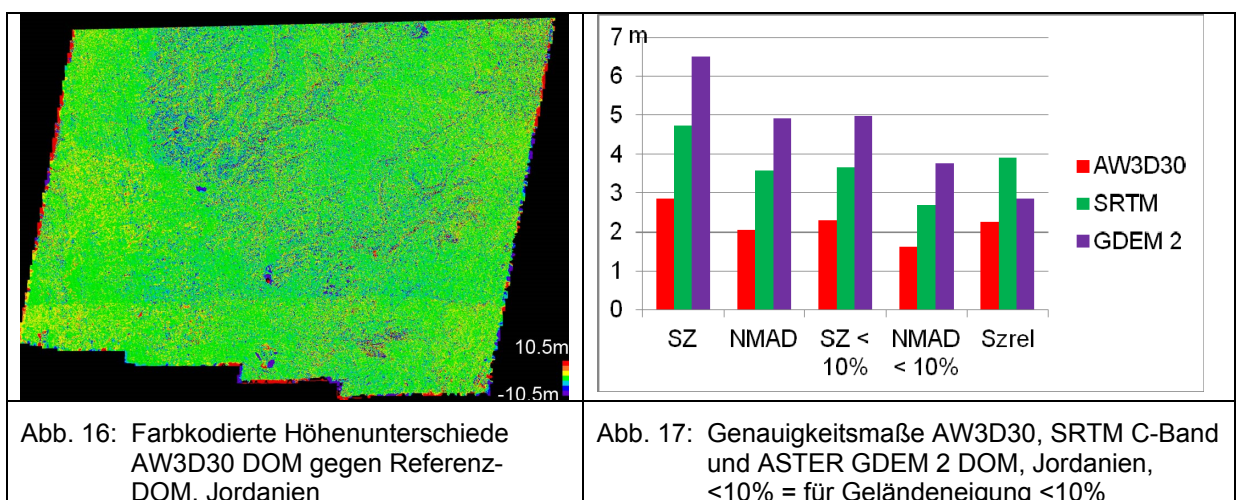 10.5m
-10.5m
7 m
6
5
4
3
2
1
0
SZ NMAD SZ < NMAD Szrel
10% < 10%
AW3D30
SRTM
GDEM 2
Abb. 16: Farbkodierte Höhenunterschiede
AW3D30 DOM gegen Referenz-
DOM, Jordanien
Abb. 17: Genauigkeitsmaße AW3D30, SRTM C-Band
und ASTER GDEM 2 DOM, Jordanien,
<10% = für Geländeneigung <10%